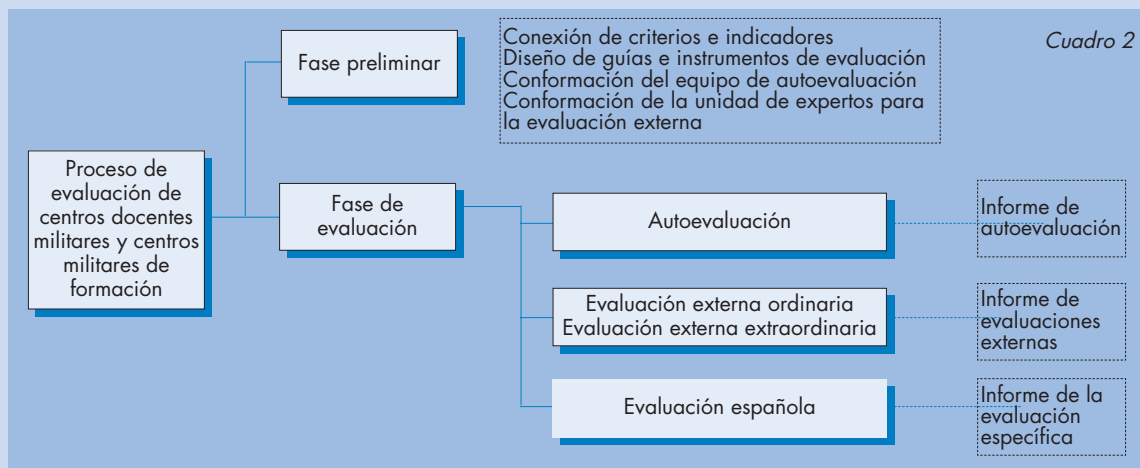 Cuadro 2
Fase preliminar
Conexión de criterios e indicadores
Diseño de guías e instrumentos de evaluación
Conformación del equipo de autoevaluación
Conformación de la unidad de expertos para
la evaluación externa
Proceso de
evaluación de
centros docentes
militares y centros
militares de
formación
Fase de
evaluación
Autoevaluación
Informe de
autoevaluación
Evaluación externa ordinaria
Evaluación externa extraordinaria
Informe de
evaluaciones
externas
Evaluación española
Informe de la
evaluación
específica